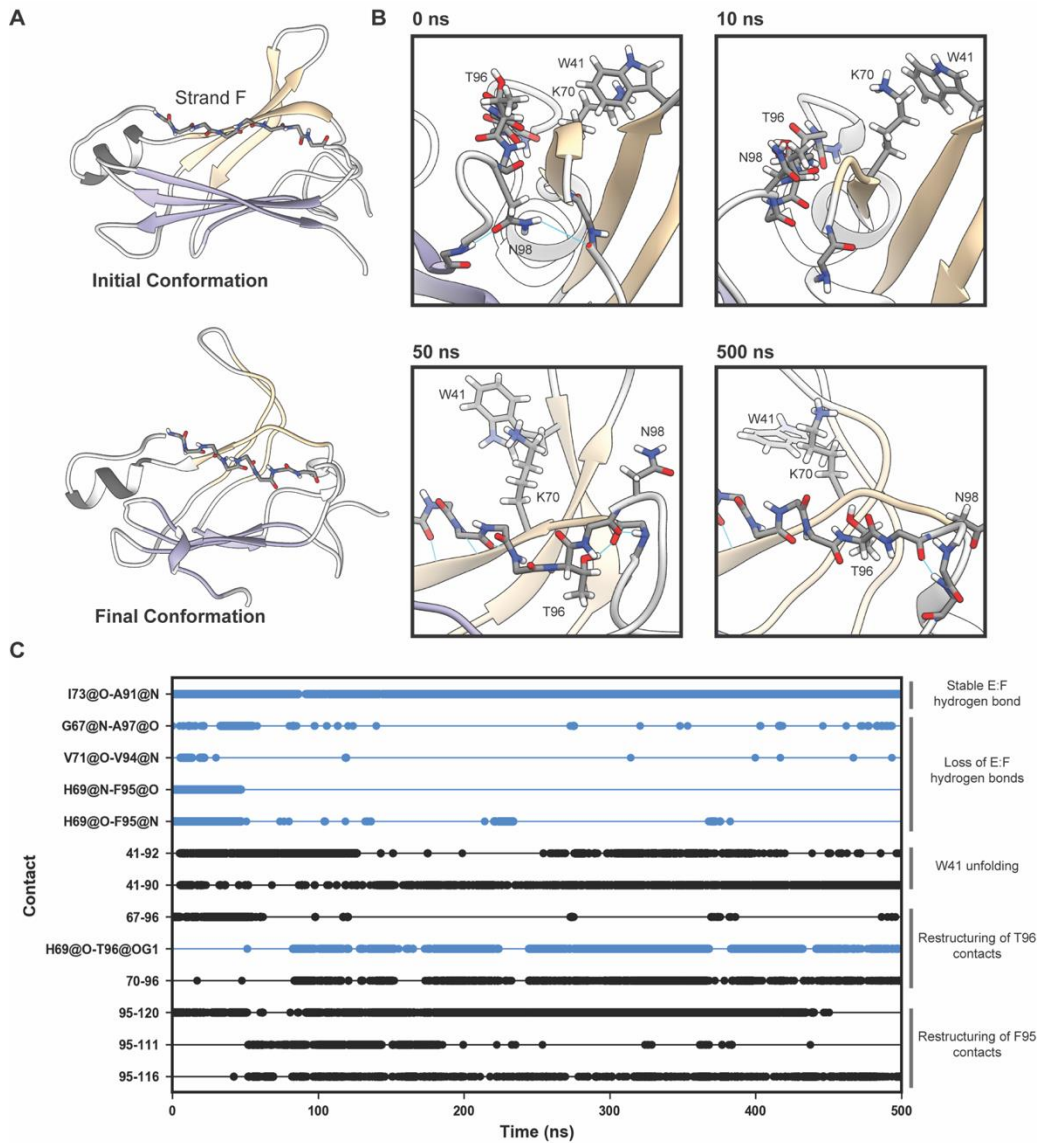 A
Strand F
Initial Conformation
Final Conformation
B
0 ns
T96
W41
K70
N98
10 ns
W41
K70
T96
N98
50 ns
W41
N98
K70
T96
500 ns
W41
K70
N98
T96
C
Contact
I73@O-A91@N
G67@N-A97@O
V71@O-V94@N
H69@N-F95@O
H69@O-F95@N
41-92
41-90
67-96
H69@O-T96@OG1
70-96
95-120
95-111
95-116
Stable E:F
hydrogen bond
Loss of E:F
hydrogen bonds
W41 unfolding
Restructuring of T96
contacts
Restructuring of F95
contacts
0 100 200 300 400 500
Time (ns)